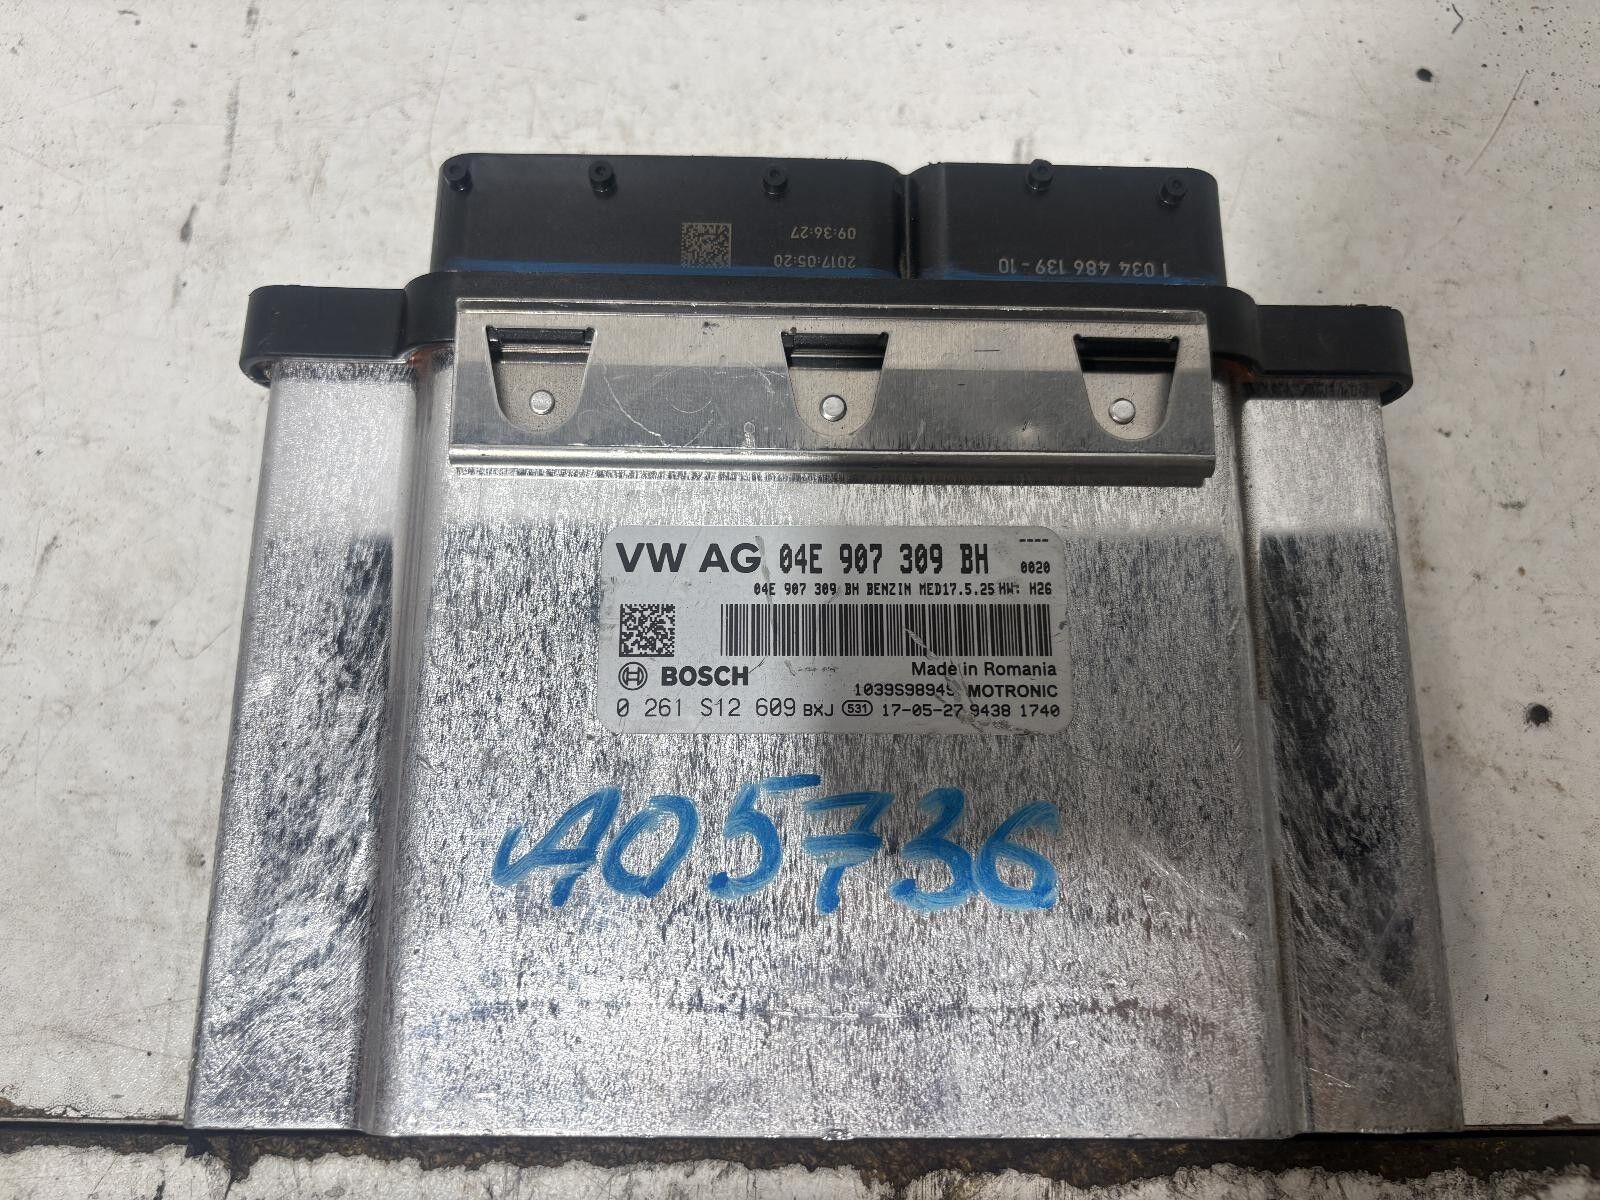 09:36:27
2017:05:20
1 034 486 139-10
VW AG 04E 907 309 BH ----
0020
04E 907 309 BH BENZIN MED17.5.25 HW: H26
BOSCH
Made in Romania
MOTRONIC
0 261 S12 609 BXJ 531 17-05-27 9438 1740
A05736